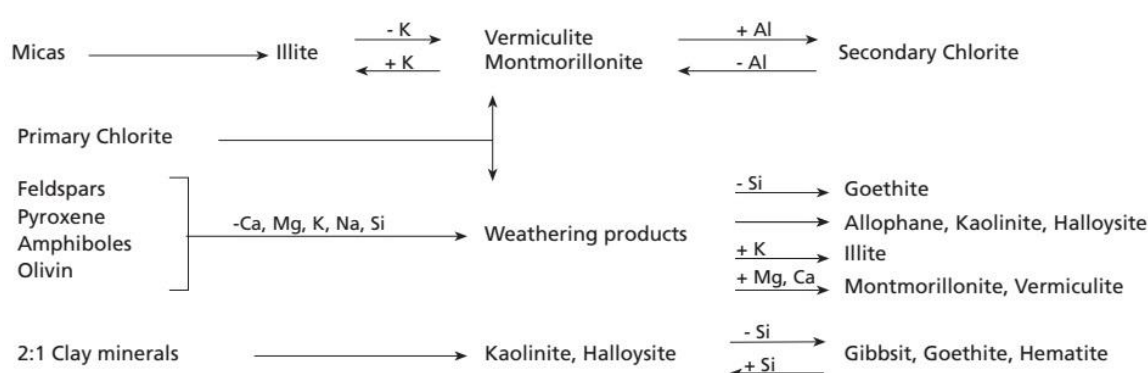 Micas
Illite
- K
+ K
Vermiculite
Montmorillonite
+ Al
- Al
Secondary Chlorite
Primary Chlorite
Feldspars
Pyroxene
Amphiboles
Olivin
-Ca, Mg, K, Na, Si
Weathering products
- Si
Goethite
Allophane, Kaolinite, Halloysite
+ K
Illite
+ Mg, Ca
Montmorillonite, Vermiculite
2:1 Clay minerals
Kaolinite, Halloysite
- Si
+ Si
Gibbsit, Goethite, Hematite